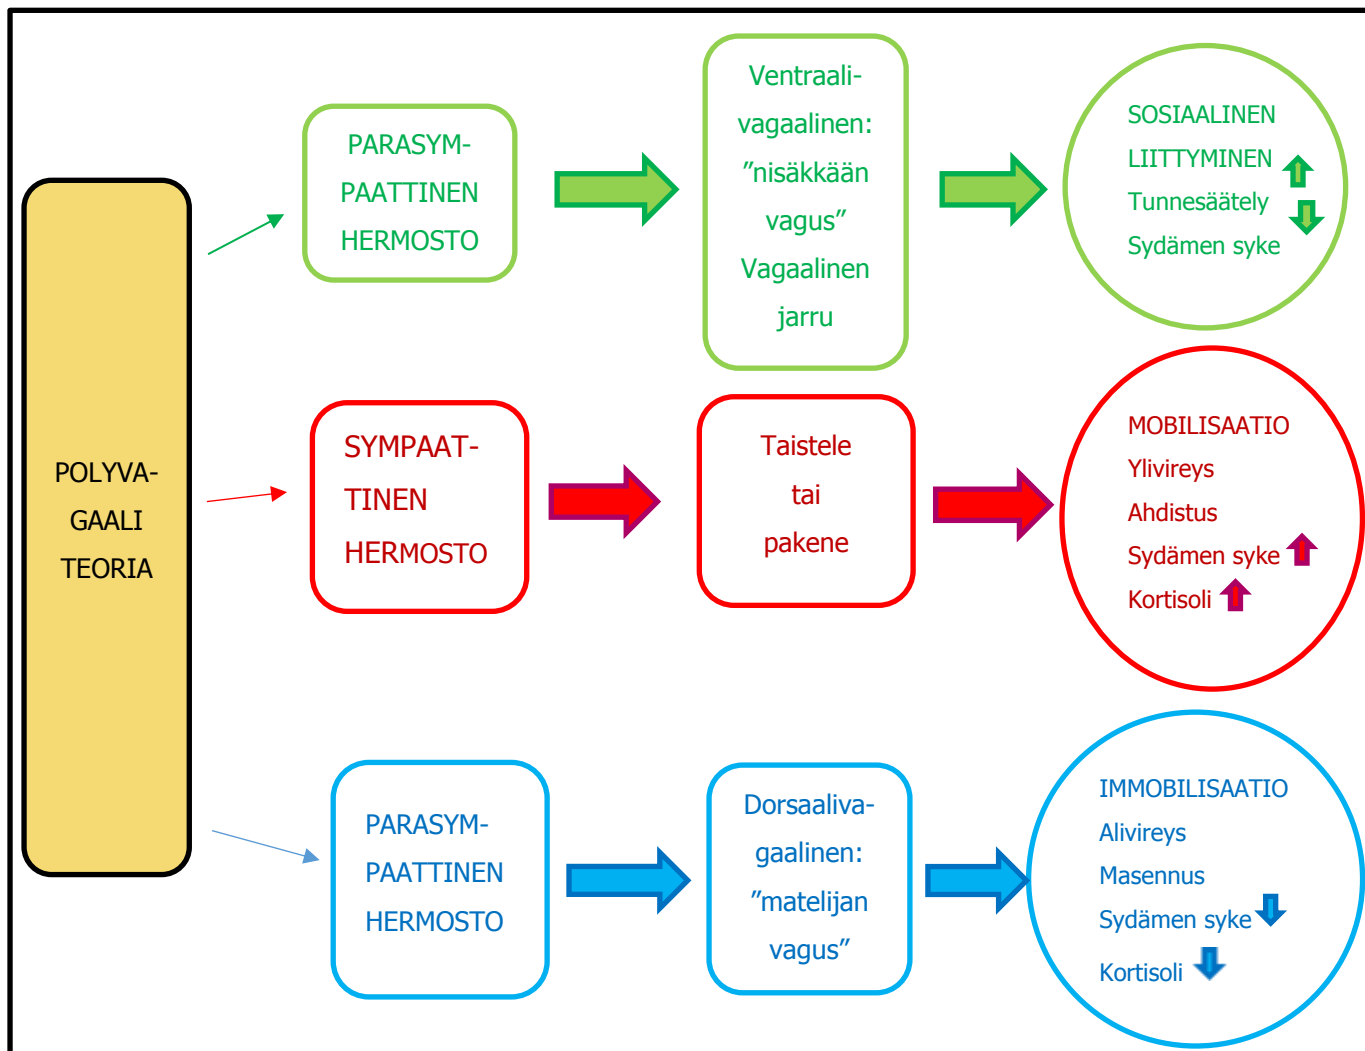 POLYVA-
GAALI
TEORIA
PARASYM-
PAATTINEN
HERMOSTO
Ventraali-
vagaalinen:
”nisäkkään
vagus”
Vagaalinen
jarru
SOSIAALINEN
LIITTYMINEN
Tunnesäätely
Sydämen syke
SYMPAAT-
TINEN
HERMOSTO
Taistele
tai
pakene
MOBILISAATIO
Ylivireys
Ahdistus
Sydämen syke
Kortisoli
PARASYM-
PAATTINEN
HERMOSTO
Dorsaaliva-
gaalinen:
”matelijan
vagus”
IMMOBILISAATIO
Alivireys
Masennus
Sydämen syke
Kortisoli